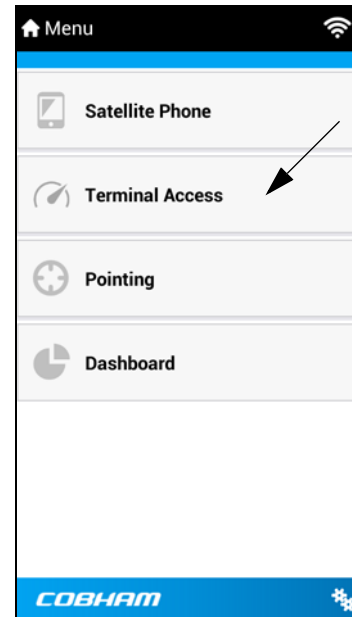 Menu
Satellite Phone
Terminal Access
Pointing
Dashboard
COBHAM